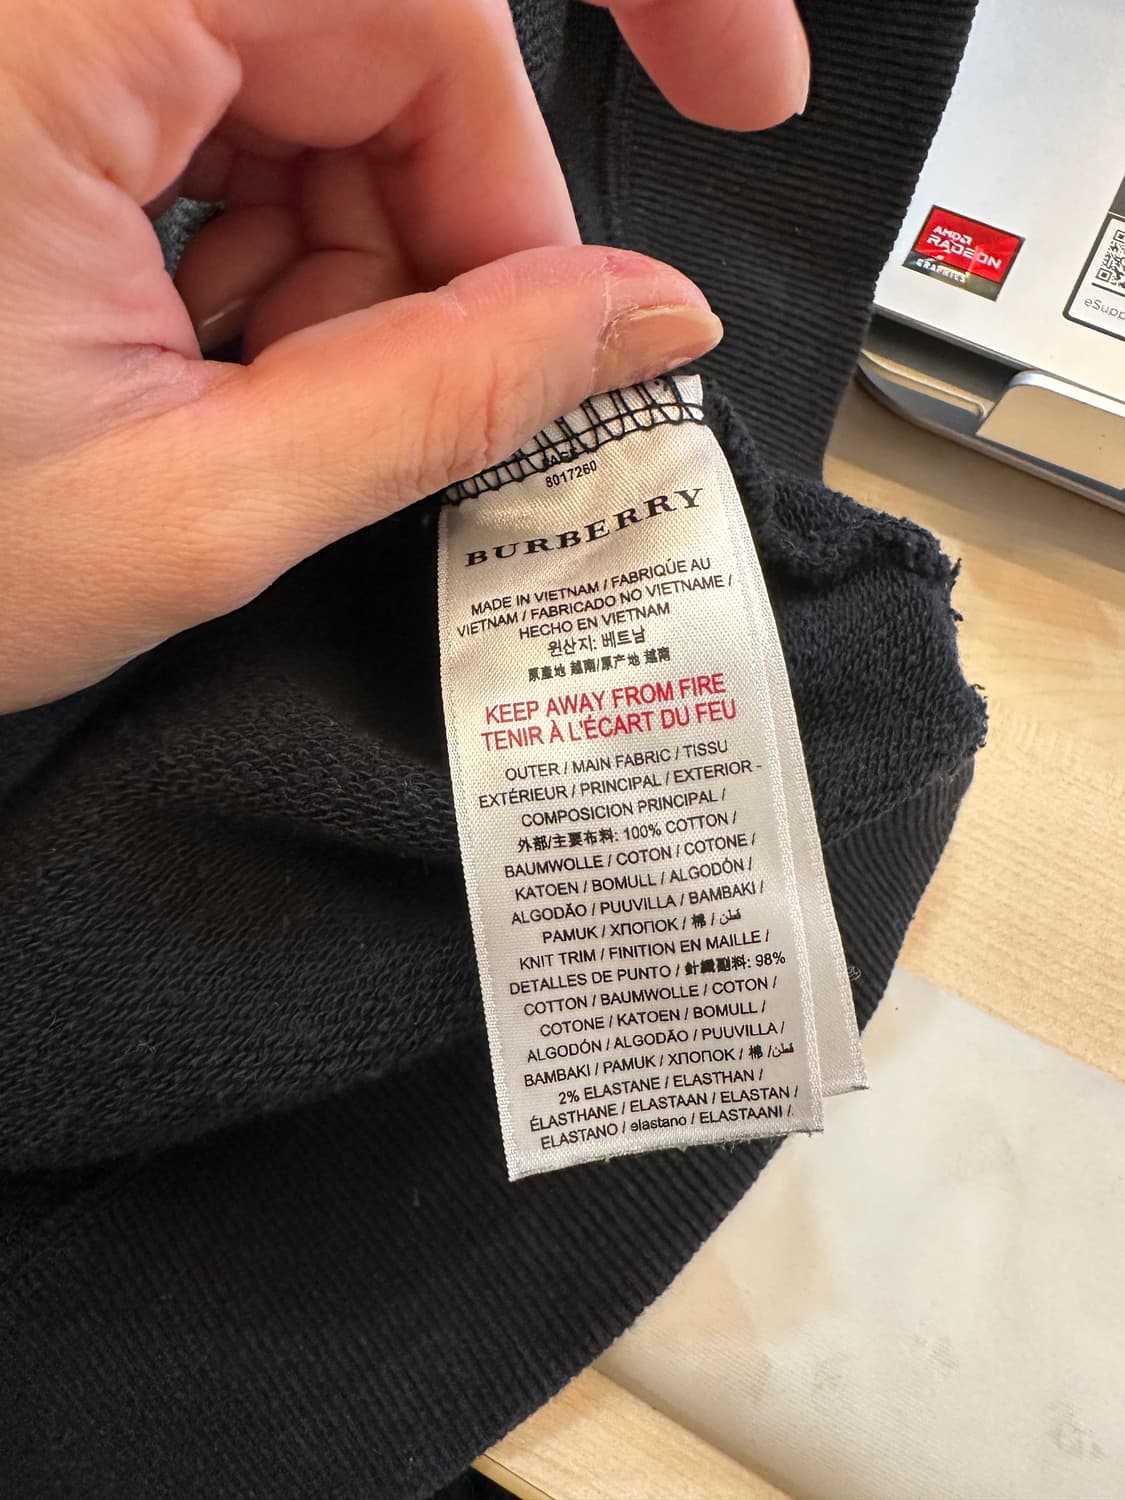 8017260
BURBERRY
MADE IN VIETNAM / FABRIQÚE AU
VIETNAM / FABRICADO NO VIETNAME /
HECHO EN VIETNAM
원산지: 베트남
原產地 越南/原产地 越南
KEEP AWAY FROM FIRE
TENIR À L'ÉCART DU FEU
OUTER / MAIN FABRIC / TISSU
EXTÉRIEUR / PRINCIPAL / EXTERIOR -
COMPOSICION PRINCIPAL /
外部/主要布料: 100% COTTON /
BAUMWOLLE / COTON / COTONE /
KATOEN / BOMULL / ALGODÓN /
ALGODÃO / PUUVILLA / BAMBAKI /
PAMUK / ХПОПОК / 棉 / قطن
KNIT TRIM / FINITION EN MAILLE /
DETALLES DE PUNTO / 針織副料: 98%
COTTON / BAUMWOLLE / COTON /
COTONE / KATOEN / BOMULL /
ALGODÓN / ALGODÃO / PUUVILLA /
BAMBAKI / PAMUK / ХПОПОК / 棉 / قطن
2% ELASTANE / ELASTHAN /
ÉLASTHANE / ELASTAAN / ELASTAN /
ELASTANO / elastano / ELASTAANI /
AMD
RADEON
GRAPHICS